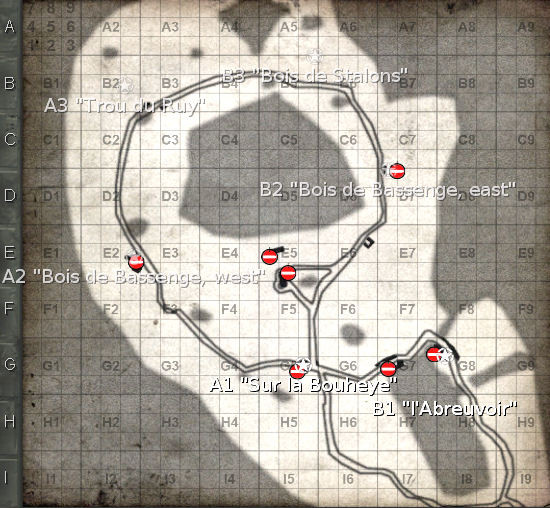 7 8 9
A 4 5 6 A2 A3 A4 A5 A6 A7 A8 A9
1 2 3
B3 "Bois de Stalons"
B B1 B2 B3 B7 B8 B9
A3 "Trou du Ruy"
C C1 C2 C3 C4 C5 C6 C7 C8 C9
B2 "Bois de Bassenge, east"
D D1 D2 D3 D4 D5 D6 D7 D8 D9
E E1 E2 E3 E4 E5 E6 E7 E8 E9
A2 "Bois de Bassenge, west"
F F1 F2 F3 F4 F5 F6 F7 F8 F9
G G1 G2 G3 G4 G5 G6 G7 G8 G9
A1 "Sur la Bouhèye"
B1 "l'Abreuvoir"
H H1 H2 H3 H4 H5 H6 H7 H8 H9
I I1 I2 I3 I4 I5 I6 I7 I8 I9